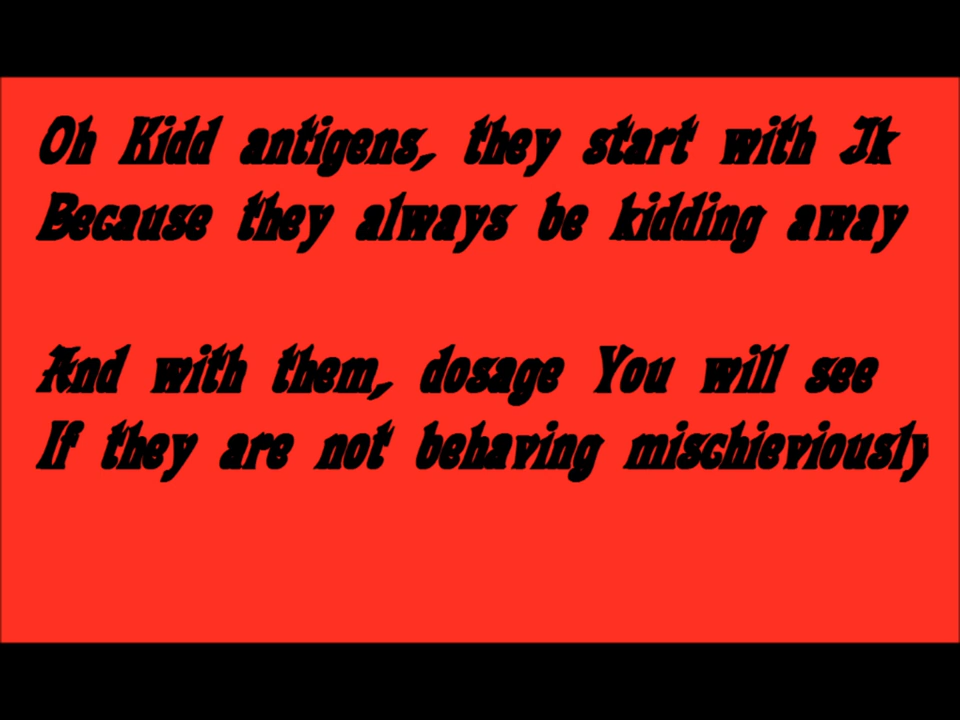 Oh Kidd antigens, they start with Jk
Because they always be kidding away
And with them, dosage You will see
If they are not behaving mischieviously